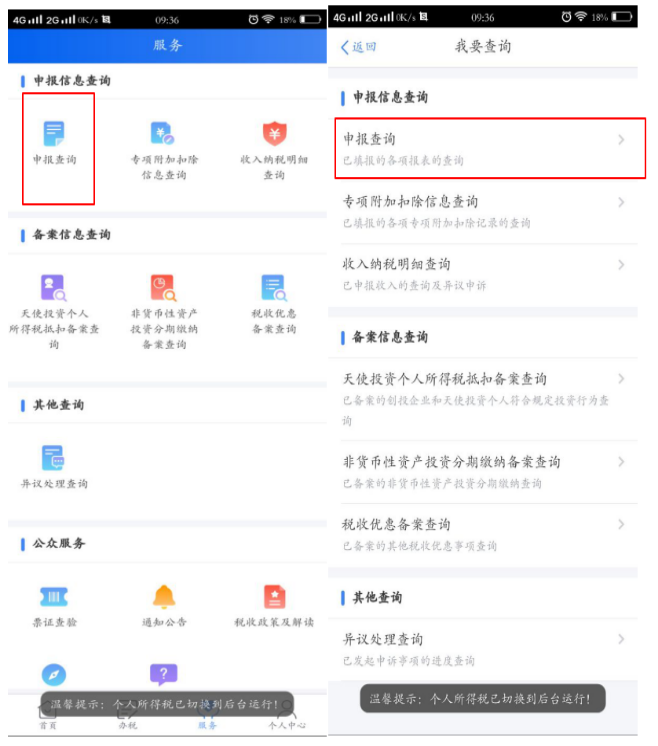 4G 2G 0K/s 09:36 18%
服务
申报信息查询
申报查询
专项附加扣除
信息查询
收入纳税明细
查询
备案信息查询
天使投资个人
所得税抵扣备案查
询
非货币性资产
投资分期缴纳
备案查询
税收优惠
备案查询
其他查询
异议处理查询
公众服务
票证查验
通知公告
税收政策及解读
温馨提示：个人所得税已切换到后台运行！
首页
办税
服务
个人中心
4G 2G 0K/s 09:36 18%
返回
我要查询
申报信息查询
申报查询
已填报的各项报表的查询
专项附加扣除信息查询
已填报的各项专项附加扣除记录的查询
收入纳税明细查询
已申报收入的查询及异议申诉
备案信息查询
天使投资个人所得税抵扣备案查询
已备案的创投企业和天使投资个人符合规定投资行为查
询
非货币性资产投资分期缴纳备案查询
已备案的非货币性资产投资分期缴纳查询
税收优惠备案查询
已备案的其他税收优惠事项查询
其他查询
异议处理查询
已发起申诉事项的进度查询
温馨提示：个人所得税已切换到后台运行！